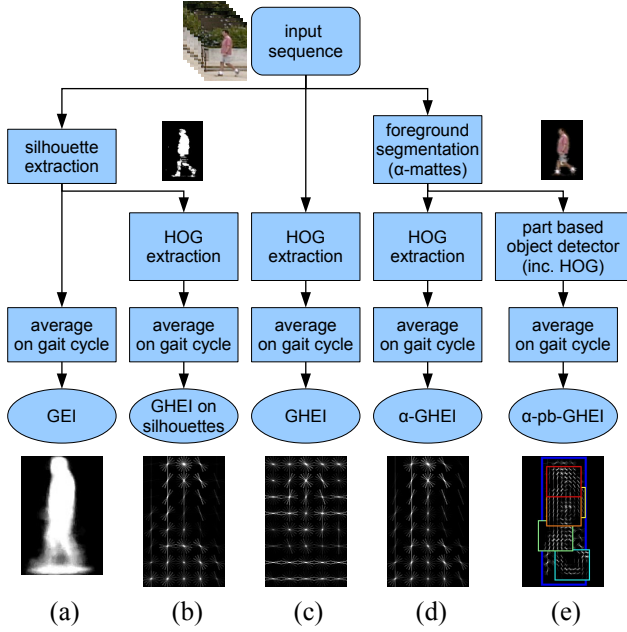 input
sequence
silhouette
extraction
foreground
segmentation
(α-mattes)
HOG
extraction
HOG
extraction
HOG
extraction
part based
object detector
(inc. HOG)
average
on gait cycle
average
on gait cycle
average
on gait cycle
average
on gait cycle
average
on gait cycle
GEI
GHEI on
silhouettes
GHEI
α-GHEI
α-pb-GHEI
(a)
(b)
(c)
(d)
(e)